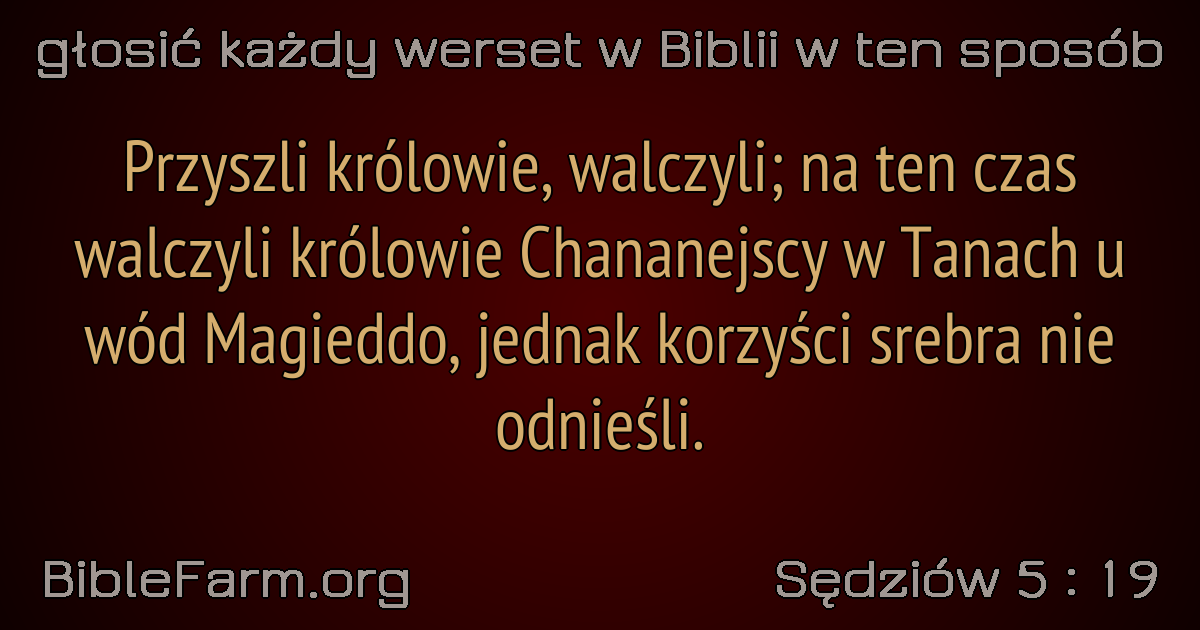 głosić każdy werset w Biblii w ten sposób
Przyszli królowie, walczyli; na ten czas
walczyli królowie Chananejscy w Tanach u
wód Magieddo, jednak korzyści srebra nie
odnieśli.
BibleFarm.org
Sędziów 5 : 19